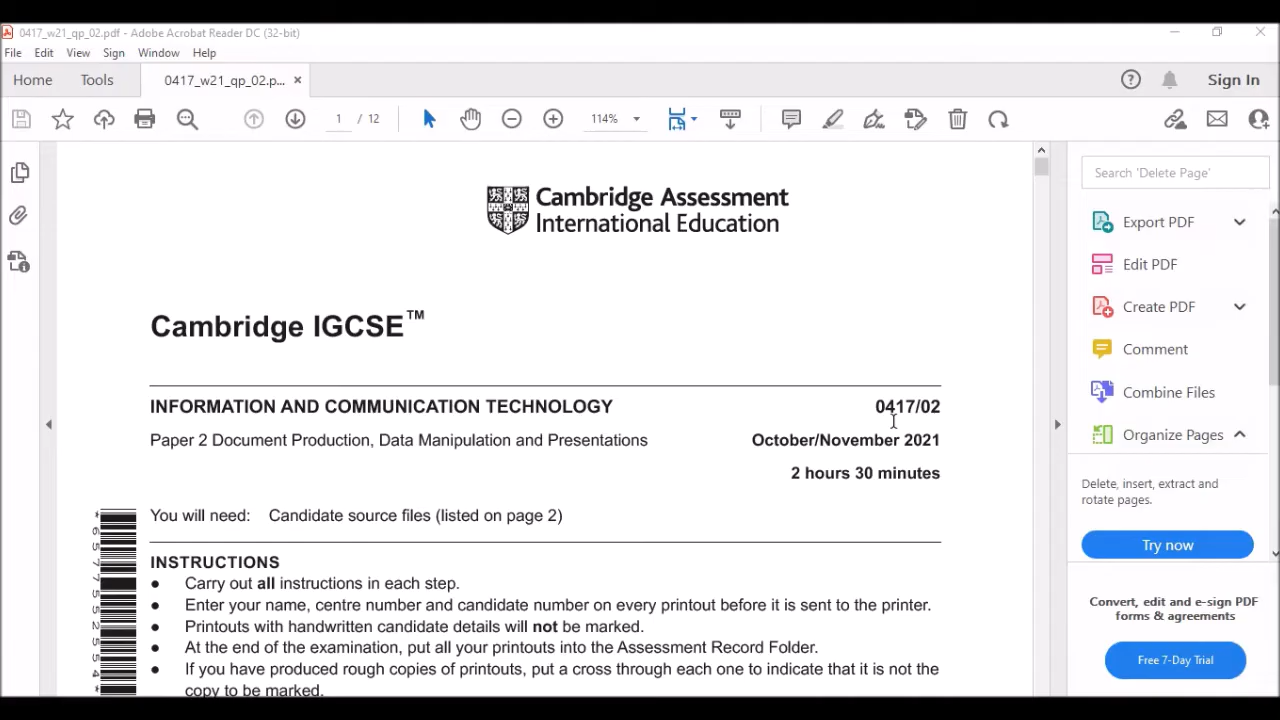 0417_w21_qp_02.pdf - Adobe Acrobat Reader DC (32-bit)
File Edit View Sign Window Help
Home Tools 0417_w21_qp_02.p... × Sign In
1 / 12 114%
Search 'Delete Page'
Cambridge Assessment
International Education
Export PDF
Edit PDF
Create PDF
Comment
Combine Files
Organize Pages
Delete, insert, extract and
rotate pages.
Try now
Convert, edit and e-sign PDF
forms & agreements
Free 7-Day Trial
Cambridge IGCSE™
INFORMATION AND COMMUNICATION TECHNOLOGY 0417/02
Paper 2 Document Production, Data Manipulation and Presentations October/November 2021
2 hours 30 minutes
You will need: Candidate source files (listed on page 2)
INSTRUCTIONS
● Carry out all instructions in each step.
● Enter your name, centre number and candidate number on every printout before it is sent to the printer.
● Printouts with handwritten candidate details will not be marked.
● At the end of the examination, put all your printouts into the Assessment Record Folder.
● If you have produced rough copies of printouts, put a cross through each one to indicate that it is not the
copy to be marked.